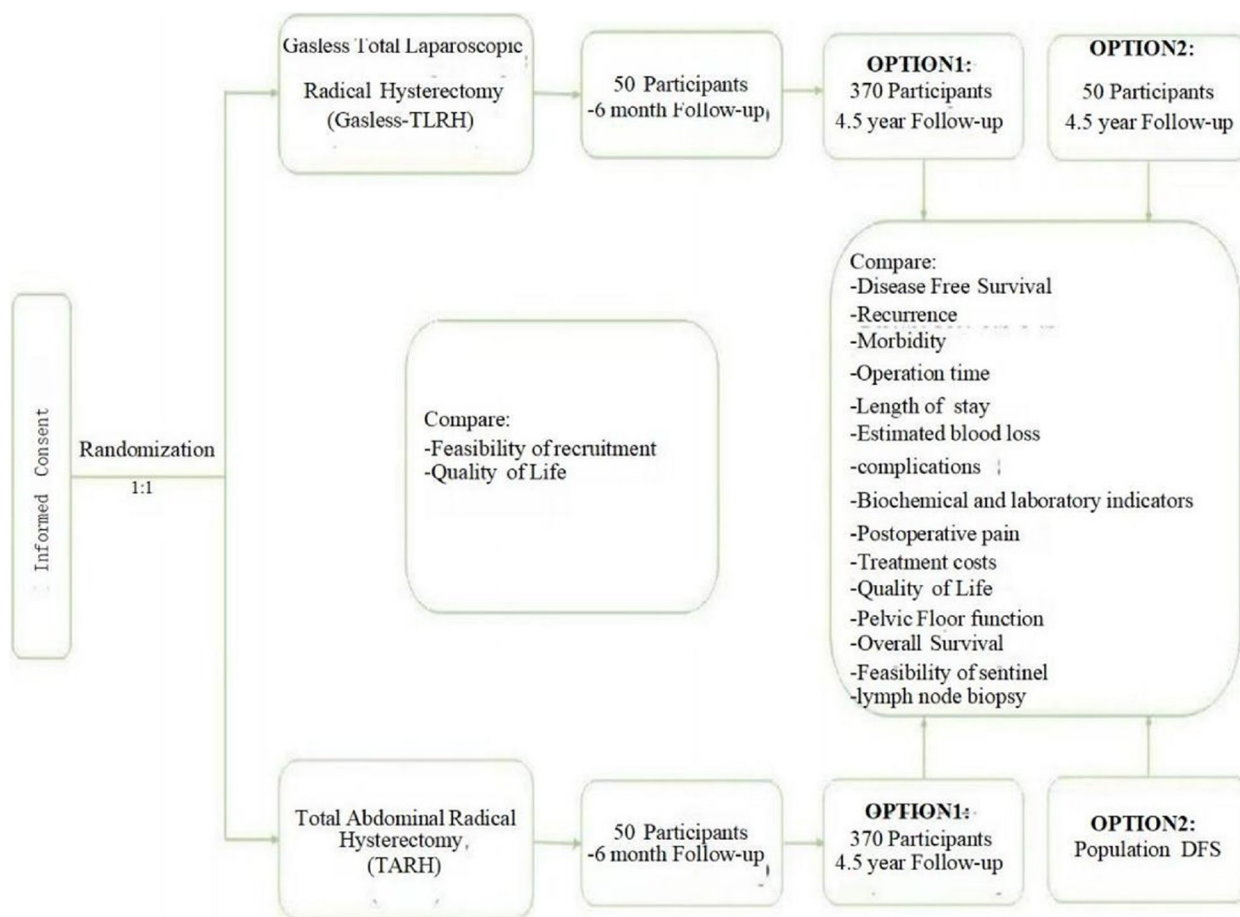 Informed Consent
Randomization
1:1
Gasless Total Laparoscopic
Radical Hysterectomy
(Gasless-TLRH)
50 Participants
-6 month Follow-up
OPTION1:
370 Participants
4.5 year Follow-up
OPTION2:
50 Participants
4.5 year Follow-up
Compare:
-Feasibility of recruitment
-Quality of Life
Compare:
-Disease Free Survival
-Recurrence
-Morbidity
-Operation time
-Length of stay
-Estimated blood loss
-complications
-Biochemical and laboratory indicators
-Postoperative pain
-Treatment costs
-Quality of Life
-Pelvic Floor function
-Overall Survival
-Feasibility of sentinel
-lymph node biopsy
Total Abdominal Radical
Hysterectomy,
(TARH)
50 Participants
-6 month Follow-up
OPTION1:
370 Participants
4.5 year Follow-up
OPTION2:
Population DFS